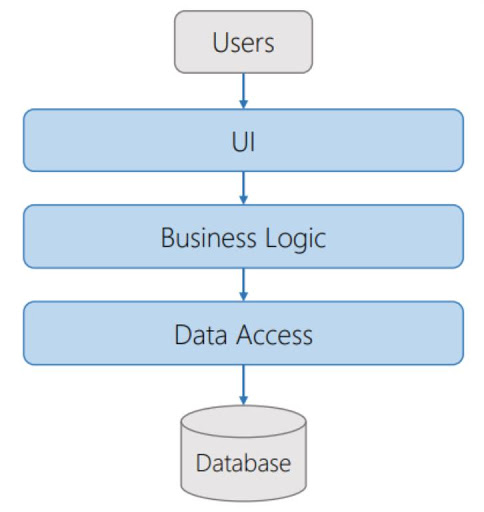 Users
UI
Business Logic
Data Access
Database